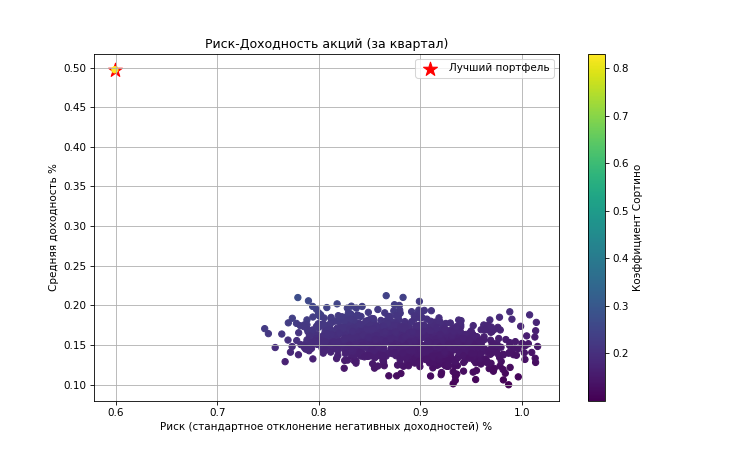 Риск-Доходность акций (за квартал)
Лучший портфель
0.50
0.45
0.40
0.35
0.30
0.25
0.20
0.15
0.10
Средняя доходность %
0.6 0.7 0.8 0.9 1.0
Риск (стандартное отклонение негативных доходностей) %
0.8
0.7
0.6
0.5
0.4
0.3
0.2
Коэффициент Сортино